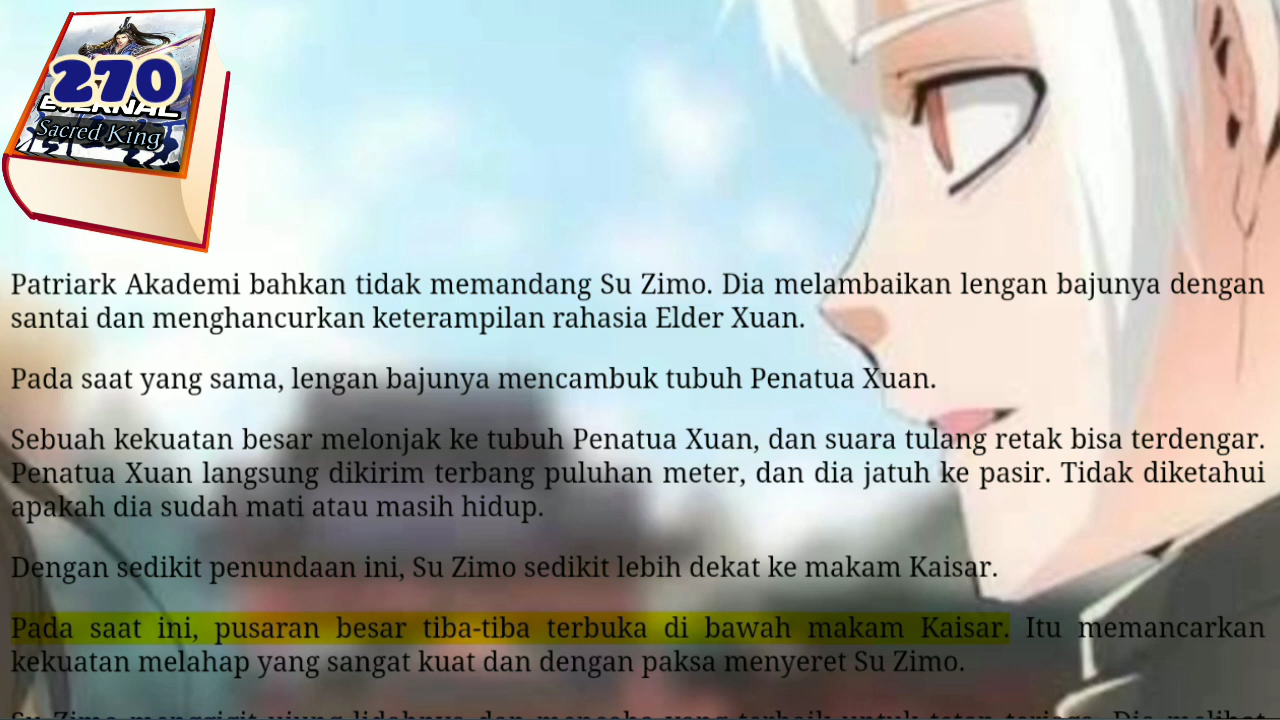 270
ETERNAL
Sacred King
Patriark Akademi bahkan tidak memandang Su Zimo. Dia melambaikan lengan bajunya dengan
santai dan menghancurkan keterampilan rahasia Elder Xuan.
Pada saat yang sama, lengan bajunya mencambuk tubuh Penatua Xuan.
Sebuah kekuatan besar melonjak ke tubuh Penatua Xuan, dan suara tulang retak bisa terdengar.
Penatua Xuan langsung dikirim terbang puluhan meter, dan dia jatuh ke pasir. Tidak diketahui
apakah dia sudah mati atau masih hidup.
Dengan sedikit penundaan ini, Su Zimo sedikit lebih dekat ke makam Kaisar.
Pada saat ini, pusaran besar tiba-tiba terbuka di bawah makam Kaisar. Itu memancarkan
kekuatan melahap yang sangat kuat dan dengan paksa menyeret Su Zimo.